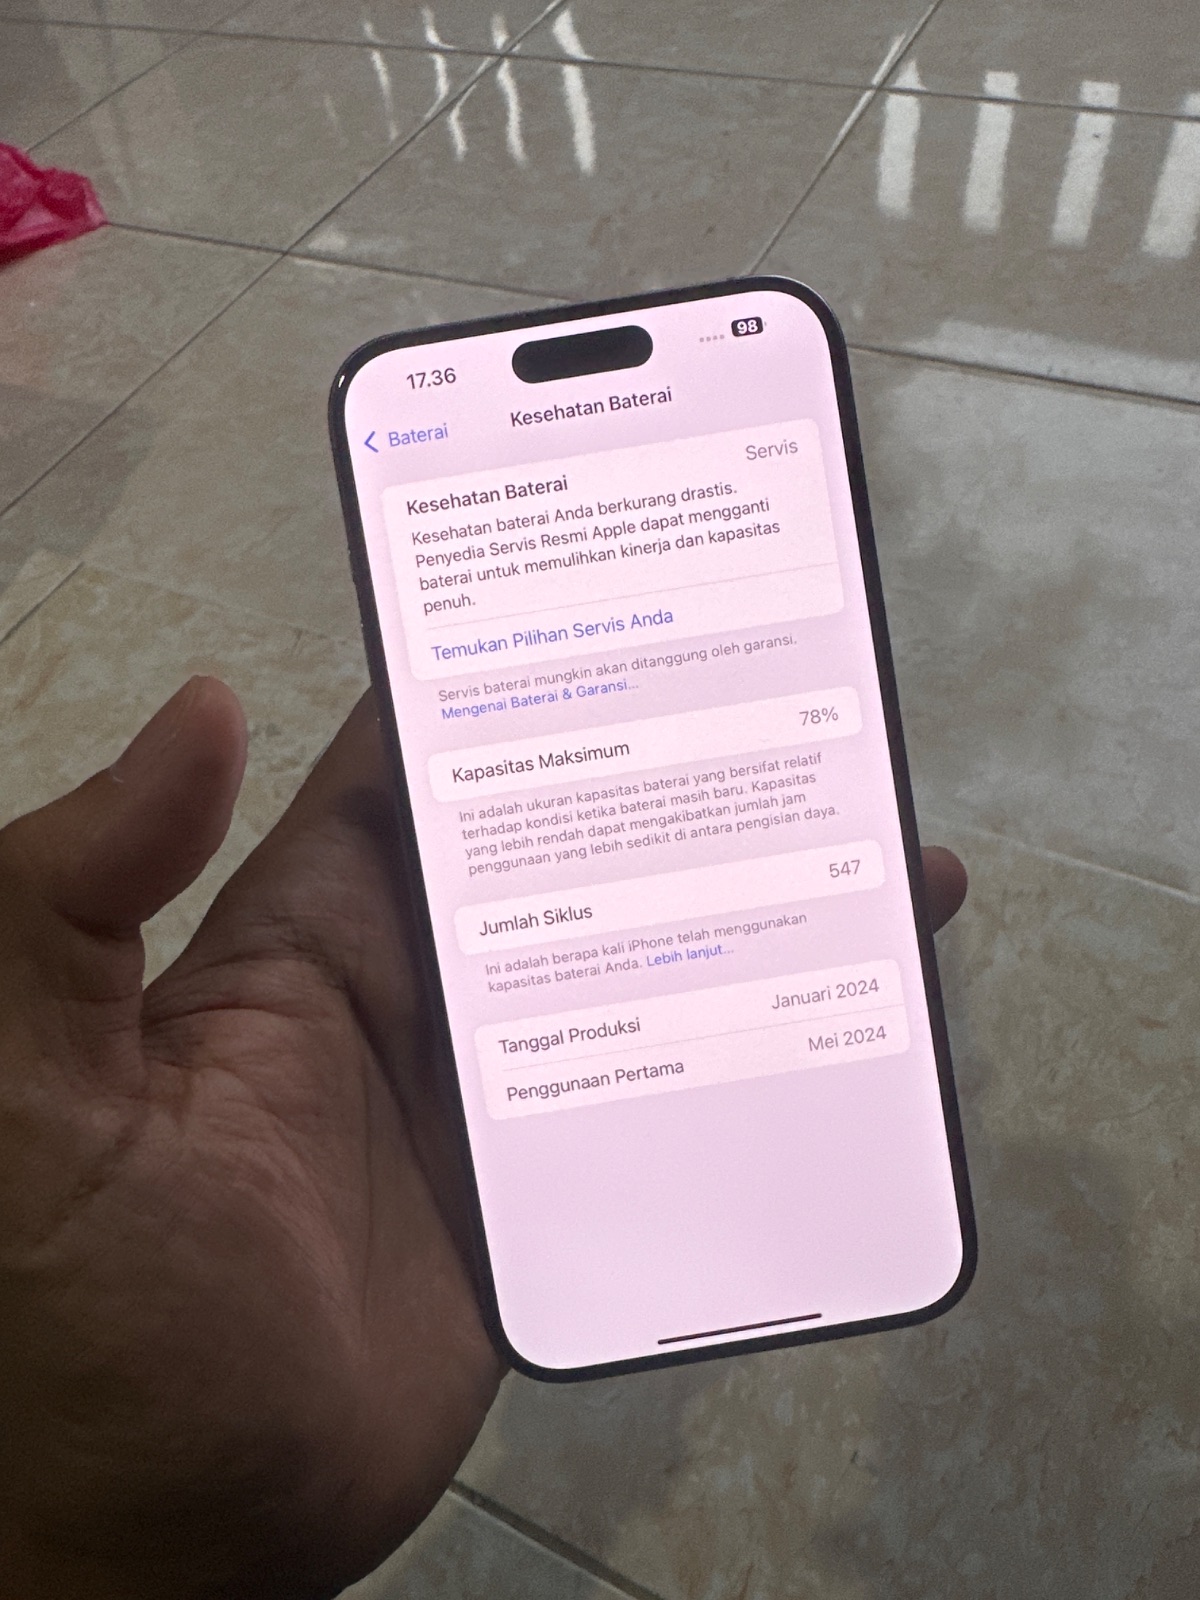 17.36
98
Baterai
Kesehatan Baterai
Kesehatan Baterai
Servis
Kesehatan baterai Anda berkurang drastis.
Penyedia Servis Resmi Apple dapat mengganti
baterai untuk memulihkan kinerja dan kapasitas
penuh.
Temukan Pilihan Servis Anda
Servis baterai mungkin akan ditanggung oleh garansi.
Mengenai Baterai & Garansi...
Kapasitas Maksimum
78%
Ini adalah ukuran kapasitas baterai yang bersifat relatif
terhadap kondisi ketika baterai masih baru. Kapasitas
yang lebih rendah dapat mengakibatkan jumlah jam
penggunaan yang lebih sedikit di antara pengisian daya.
Jumlah Siklus
547
Ini adalah berapa kali iPhone telah menggunakan
kapasitas baterai Anda. Lebih lanjut...
Tanggal Produksi
Januari 2024
Penggunaan Pertama
Mei 2024